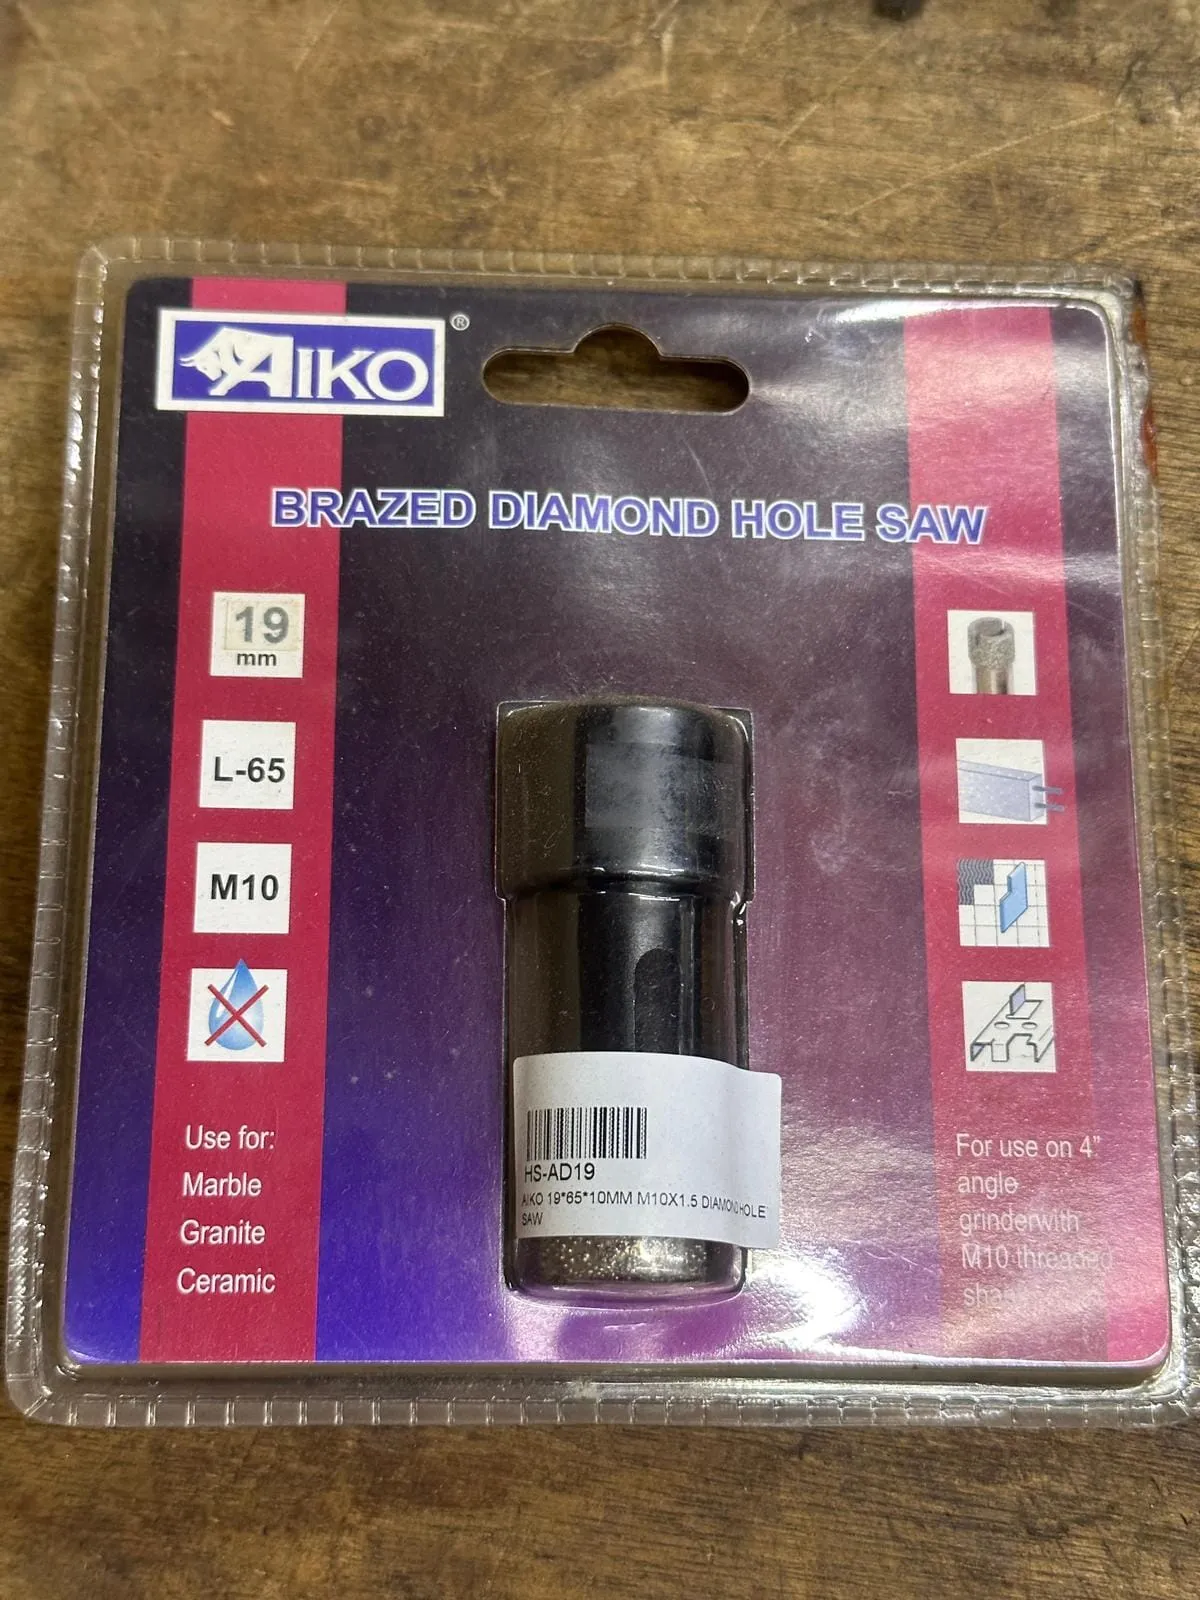 AIKO ®
BRAZED DIAMOND HOLE SAW
19
mm
L-65
M10
Use for:
Marble
Granite
Ceramic
HS-AD19
AIKO 19*65*10MM M10X1.5 DIAMOND HOLE
SAW
For use on 4"
angle
grinderwith
M10 threaded